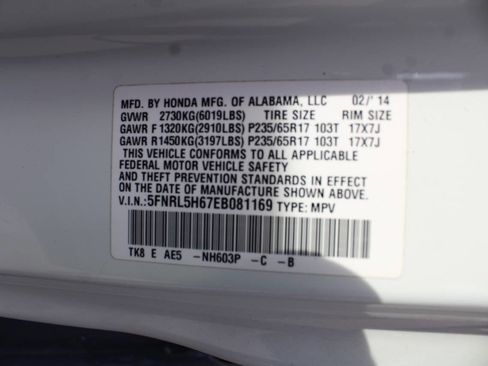 MFD. BY HONDA MFG. OF ALABAMA, LLC 02/'14
GVWR 2730KG(6019LBS) TIRE SIZE RIM SIZE
GAWR F 1320KG(2910LBS) P235/65R17 103T 17X7J
GAWR R1450KG(3197LBS) P235/65R17 103T 17X7J
THIS VEHICLE CONFORMS TO ALL APPLICABLE
FEDERAL MOTOR VEHICLE SAFETY
AND THEFT PREVENTION STANDARDS IN EFFECT
ON THE DATE OF MANUFACTURE SHOWN ABOVE.
V.I.N.:5FNRL5H67EB081169 TYPE: MPV
TK8 E AE5 -NH603P -C -B